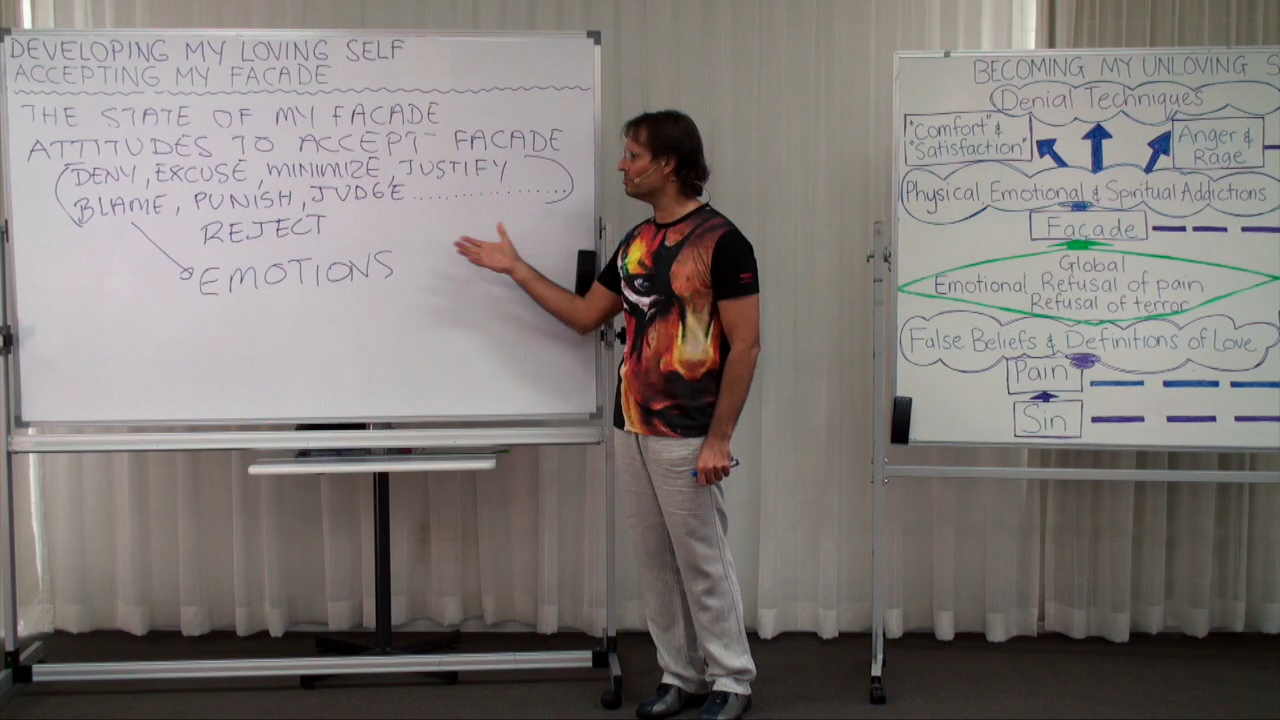 DEVELOPING MY LOVING SELF
ACCEPTING MY FACADE
THE STATE OF MY FACADE
ATTITUDES TO ACCEPT FACADE
(DENY, EXCUSE, MINIMIZE, JUSTIFY
BLAME, PUNISH, JUDGE..............)
REJECT
EMOTIONS
BECOMING MY UNLOVING S
Denial Techniques
"Comfort" &
"Satisfaction"
Anger &
Rage
Physical Emotional & Spiritual Addictions
Façade
Global
Emotional Refusal of pain
Refusal of terror
False Beliefs & Definitions of Love
Pain
Sin